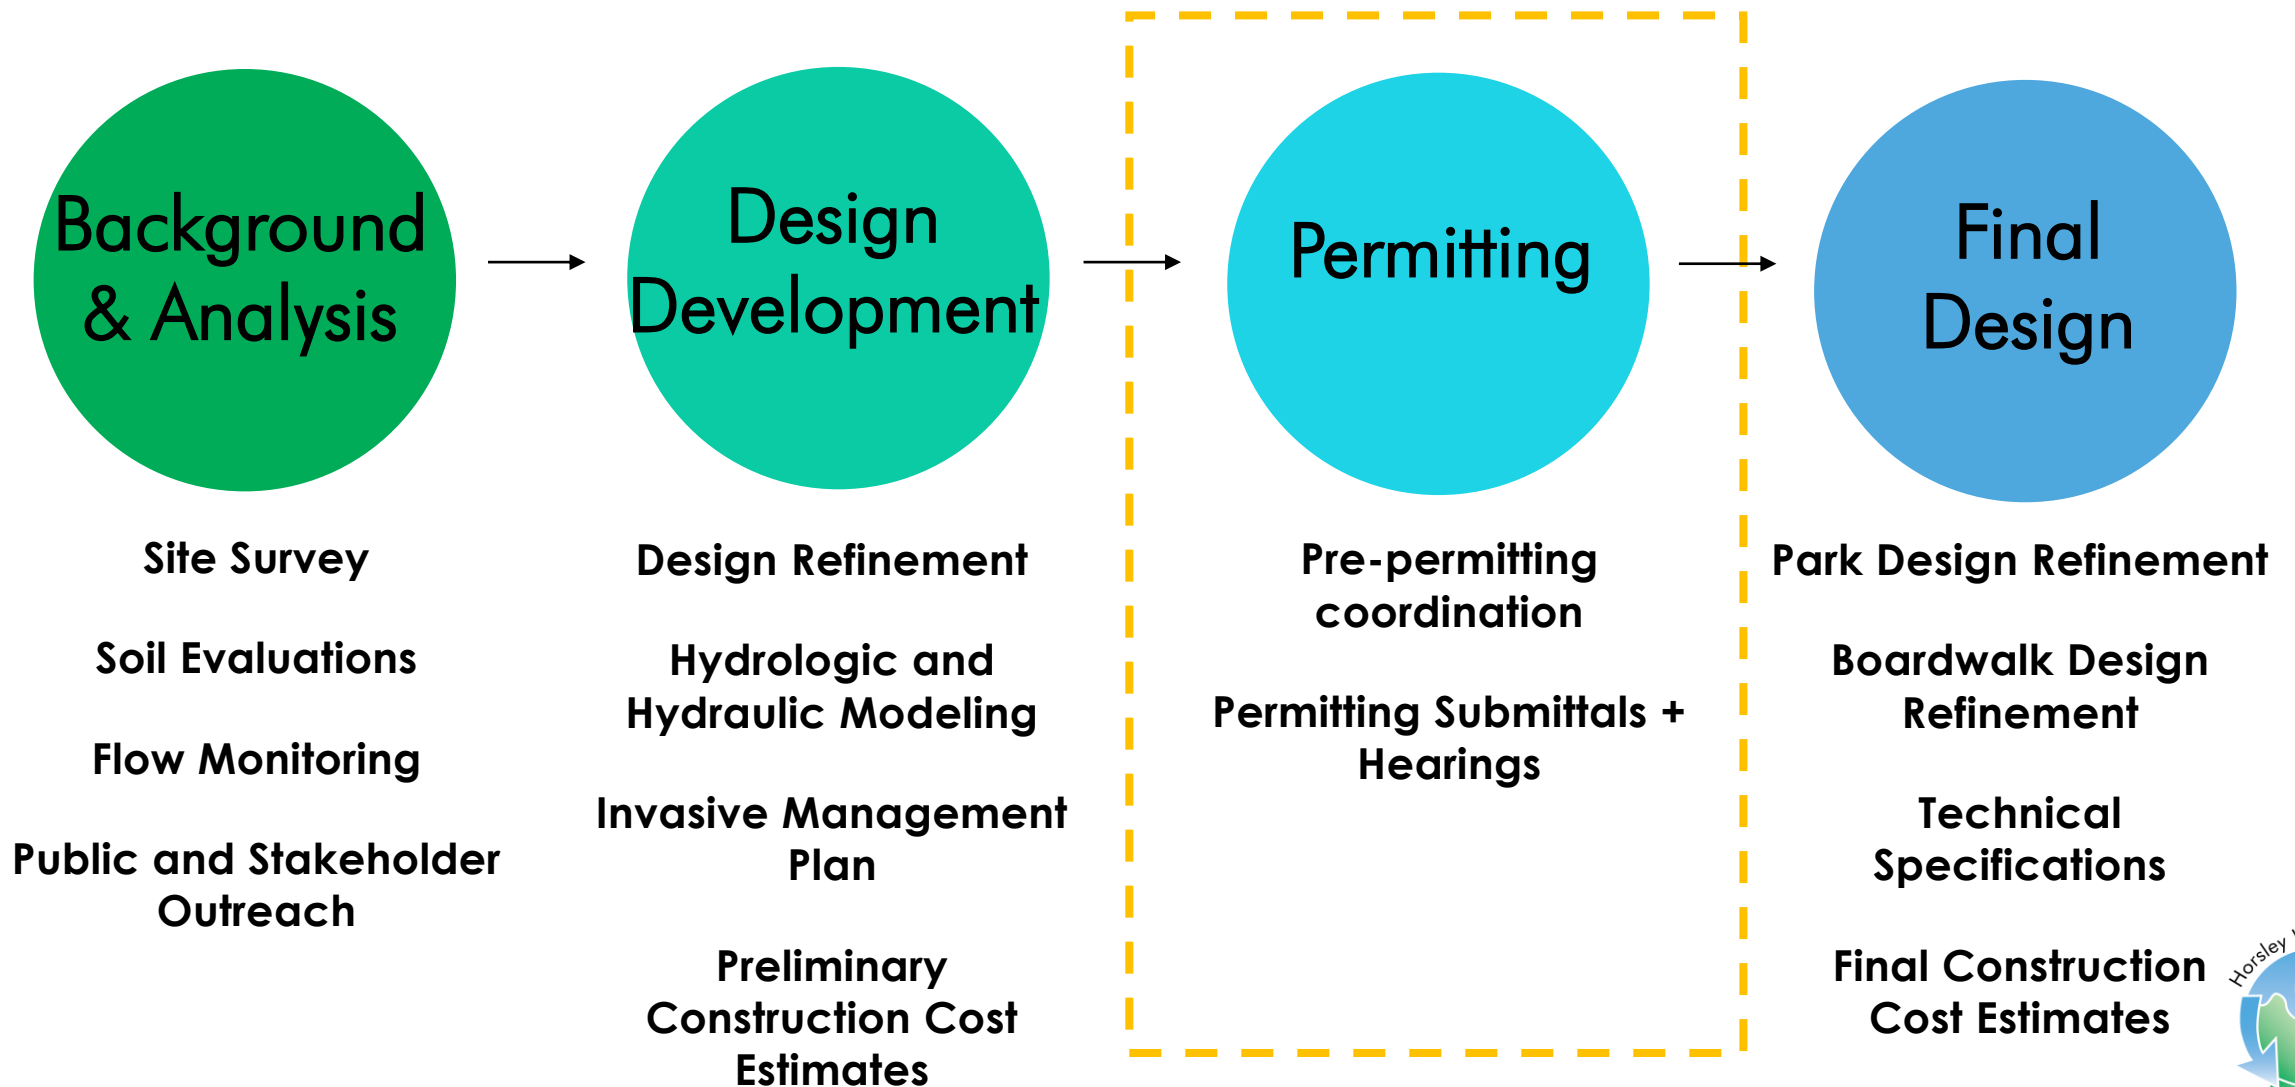 Background
& Analysis
Design
Development
Permitting
Final
Design
Site Survey
Soil Evaluations
Flow Monitoring
Public and Stakeholder
Outreach
Design Refinement
Hydrologic and
Hydraulic Modeling
Invasive Management
Plan
Preliminary
Construction Cost
Estimates
Pre-permitting
coordination
Permitting Submittals +
Hearings
Park Design Refinement
Boardwalk Design
Refinement
Technical
Specifications
Final Construction
Cost Estimates
Horsley